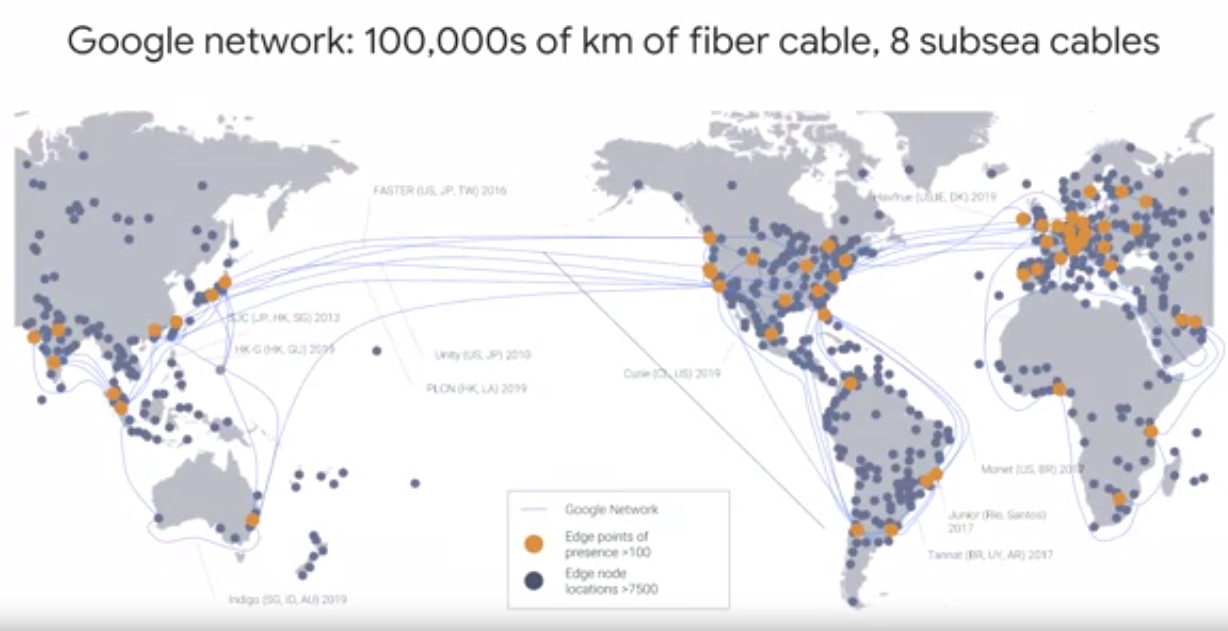 Google network: 100,000s of km of fiber cable, 8 subsea cables
FASTER (US, JP, TW) 2016
Havfrue (US, IE, DK) 2019
SJC (JP, HK, SG) 2013
HK-G (HK, GU) 2019
Unity (US, JP) 2010
PLCN (HK, LA) 2019
Curie (CL, US) 2019
Monet (US, BR) 2017
Junior (Rio, Santos)
2017
Tannat (BR, UY, AR) 2017
Indigo (SG, ID, AU) 2019
Google Network
Edge points of
presence >100
Edge node
locations >7500